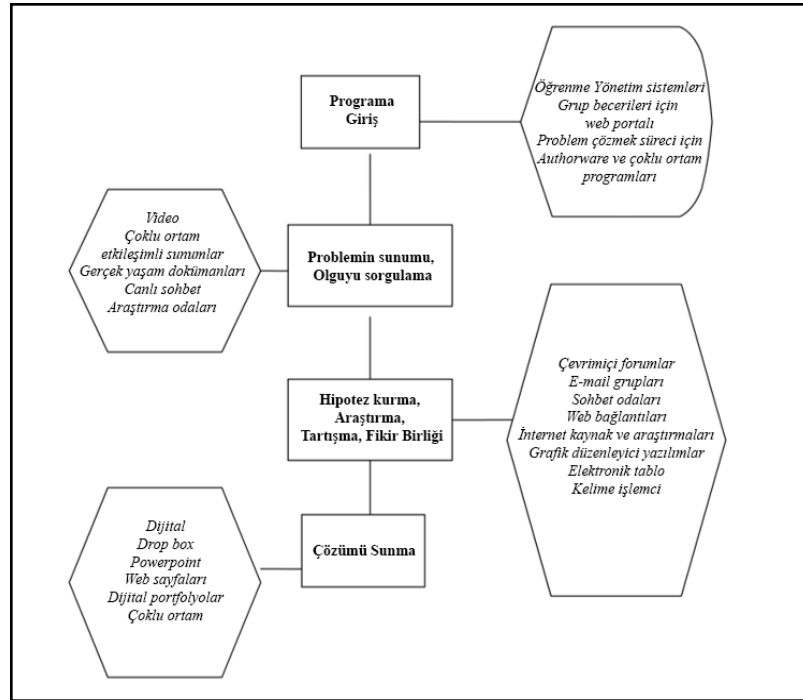 Programa
Giriş
Öğrenme Yönetim sistemleri
Grup becerileri için
web portalı
Problem çözmek süreci için
Authorware ve çoklu ortam
programları
Video
Çoklu ortam
etkileşimli sunumlar
Gerçek yaşam dokümanları
Canlı sohbet
Araştırma odaları
Problemin sunumu,
Olguyu sorgulama
Hipotez kurma,
Araştırma,
Tartışma, Fikir Birliği
Çevrimiçi forumlar
E-mail grupları
Sohbet odaları
Web bağlantıları
İnternet kaynak ve araştırmaları
Grafik düzenleyici yazılımlar
Elektronik tablo
Kelime işlemci
Dijital
Drop box
Powerpoint
Web sayfaları
Dijital portfolyolar
Çoklu ortam
Çözümü Sunma